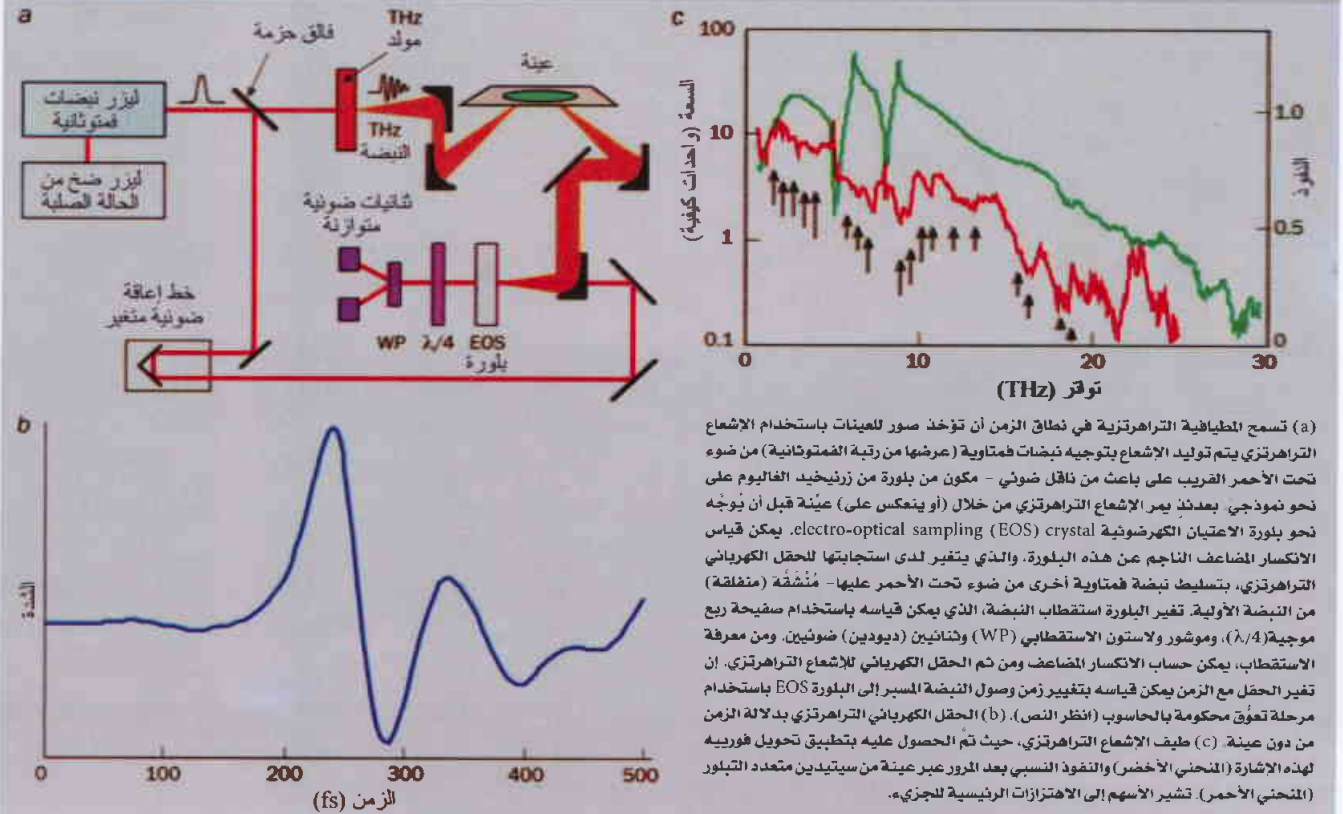 a
THz
مولد
فالق حزمة
عينة
ليزر نبضات
فمتوثانية
THz
النبضة
ليزر ضخ من
الحالة الصلبة
ثنائيات ضوئية
متوازنة
خط إعاقة
ضوئية متغير
WP λ/4 EOS
بلورة
b
الشدة
0 100 200 300 400 500
الزمن (fs)
c
100
10
1
0.1
السعة (واحدات كيفية)
1.0
0.5
0
النفوذ
0 10 20 30
تواتر (THz)
(a) تسمح المطيافية التراهرتزية في نطاق الزمن أن تؤخذ صور للعينات باستخدام الإشعاع
التراهرتزي يتم توليد الإشعاع بتوجيه نبضات فمتاوية (عرضها من رتبة الفمتوثانية) من ضوء
تحت الأحمر القريب على باعث من ناقل ضوئي – مكون من بلورة من زرنيخيد الغاليوم على
نحو نموذجي. بعدئذٍ يمر الإشعاع التراهرتزي من خلال (أو ينعكس على) عيّنة قبل أن يُوجَّه
نحو بلورة الاعتيان الكهرضوئية electro-optical sampling (EOS) crystal. يمكن قياس
الانكسار المضاعف الناجم عن هذه البلورة، والذي يتغير لدى استجابتها للحقل الكهربائي
التراهرتزي، بتسليط نبضة فمتاوية أخرى من ضوء تحت الأحمر عليها- مُنْشَقَّة (منفلقة)
من النبضة الأولية. تغير البلورة استقطاب النبضة، الذي يمكن قياسه باستخدام صفيحة ربع
موجية(λ/4)، وموشور ولاستون الاستقطابي (WP) وثنائيين (ديودين) ضوئيين. ومن معرفة
الاستقطاب، يمكن حساب الانكسار المضاعف ومن ثم الحقل الكهربائي للإشعاع التراهرتزي. إن
تغير الحقل مع الزمن يمكن قياسه بتغيير زمن وصول النبضة المسبر إلى البلورة EOS باستخدام
مرحلة تعوُّق محكومة بالحاسوب (انظر النص). (b) الحقل الكهربائي التراهرتزي بدلالة الزمن
من دون عينة. (c) طيف الإشعاع التراهرتزي، حيث تمَّ الحصول عليه بتطبيق تحويل فورييه
لهذه الإشارة (المنحني الأخضر) والنفوذ النسبي بعد المرور عبر عينة من سيتيدين متعدد التبلور
(المنحني الأحمر). تشير الأسهم إلى الاهتزازات الرئيسية للجزيء.